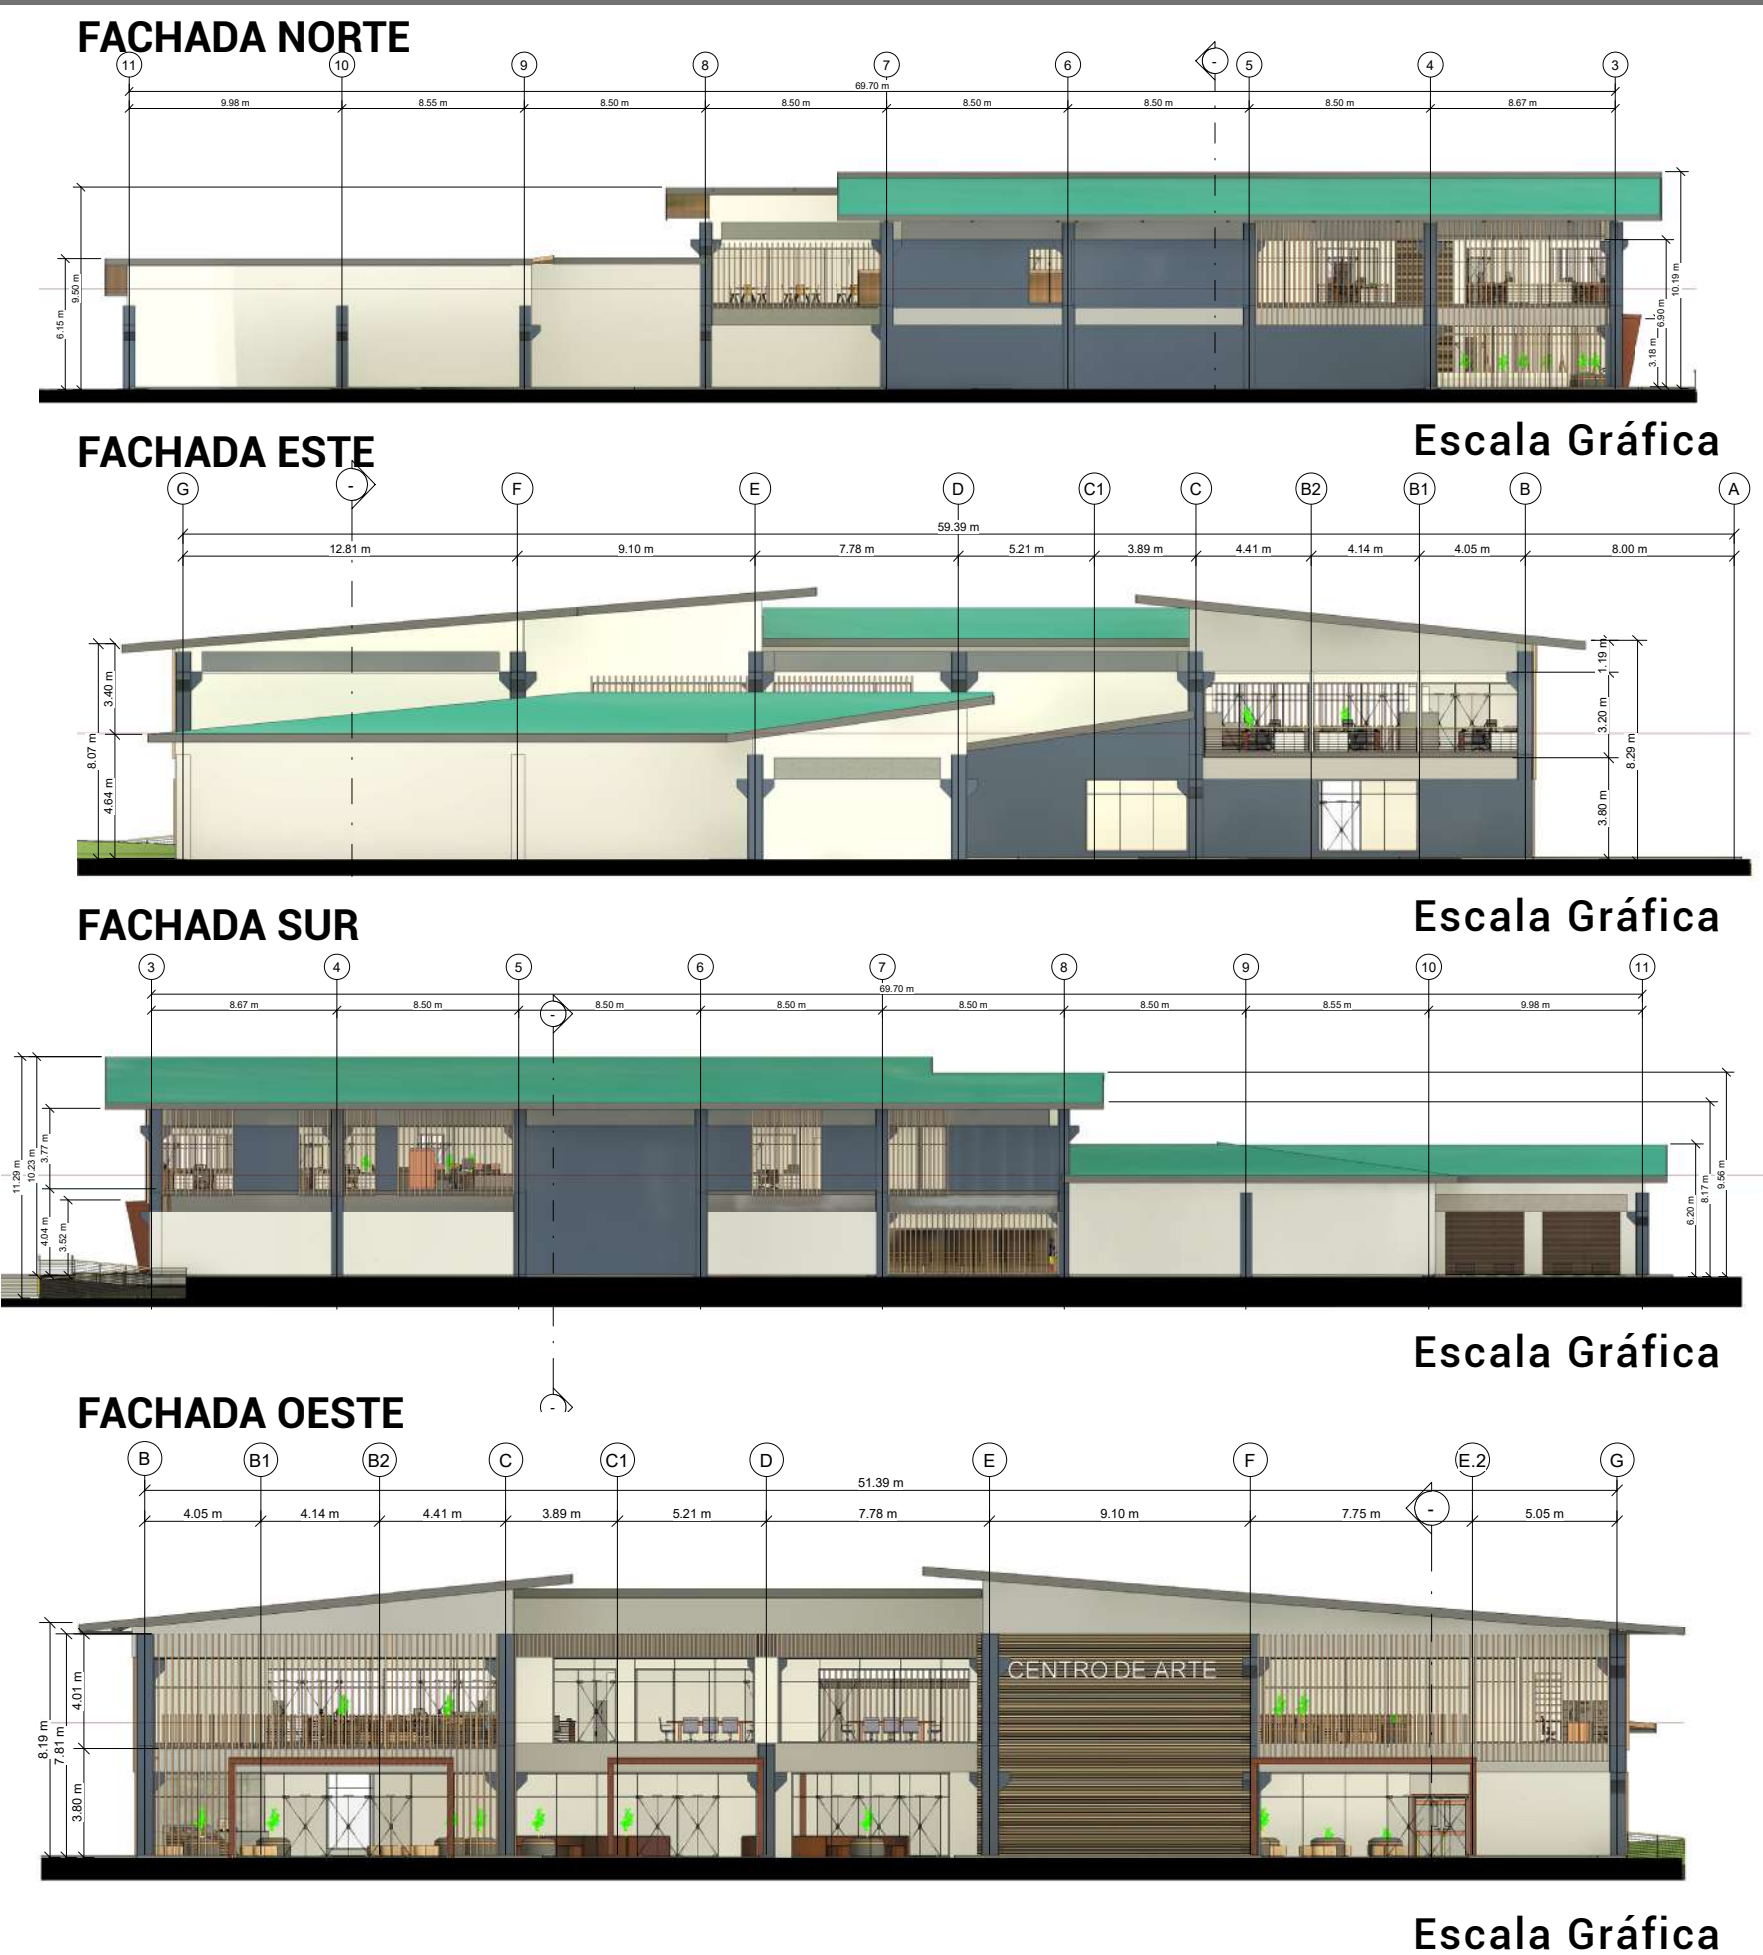 FACHADA NORTE
11 10 9 8 7 6 - 5 4 3
69.70 m
9.98 m 8.55 m 8.50 m 8.50 m 8.50 m 8.50 m 8.50 m 8.67 m
6.15 m 9.50 m 3.18 m 6.90 m 10.19 m
Escala Gráfica
FACHADA ESTE
G - F E D C1 C B2 B1 B A
59.39 m
12.81 m 9.10 m 7.78 m 5.21 m 3.89 m 4.41 m 4.14 m 4.05 m 8.00 m
8.07 m 3.40 m 4.64 m 1.19 m 3.20 m 3.80 m 8.29 m
Escala Gráfica
FACHADA SUR
3 4 5 6 7 8 9 10 11
69.70 m
8.67 m 8.50 m 8.50 m 8.50 m 8.50 m 8.50 m 8.55 m 9.98 m
-
11.29 m 10.23 m 3.77 m 4.04 m 3.52 m 6.20 m 8.17 m 9.56 m
Escala Gráfica
-
FACHADA OESTE
B B1 B2 C C1 D E F E.2 G
51.39 m
4.05 m 4.14 m 4.41 m 3.89 m 5.21 m 7.78 m 9.10 m 7.75 m - 5.05 m
8.19 m 7.81 m 4.01 m 3.80 m
CENTRO DE ARTE
Escala Gráfica